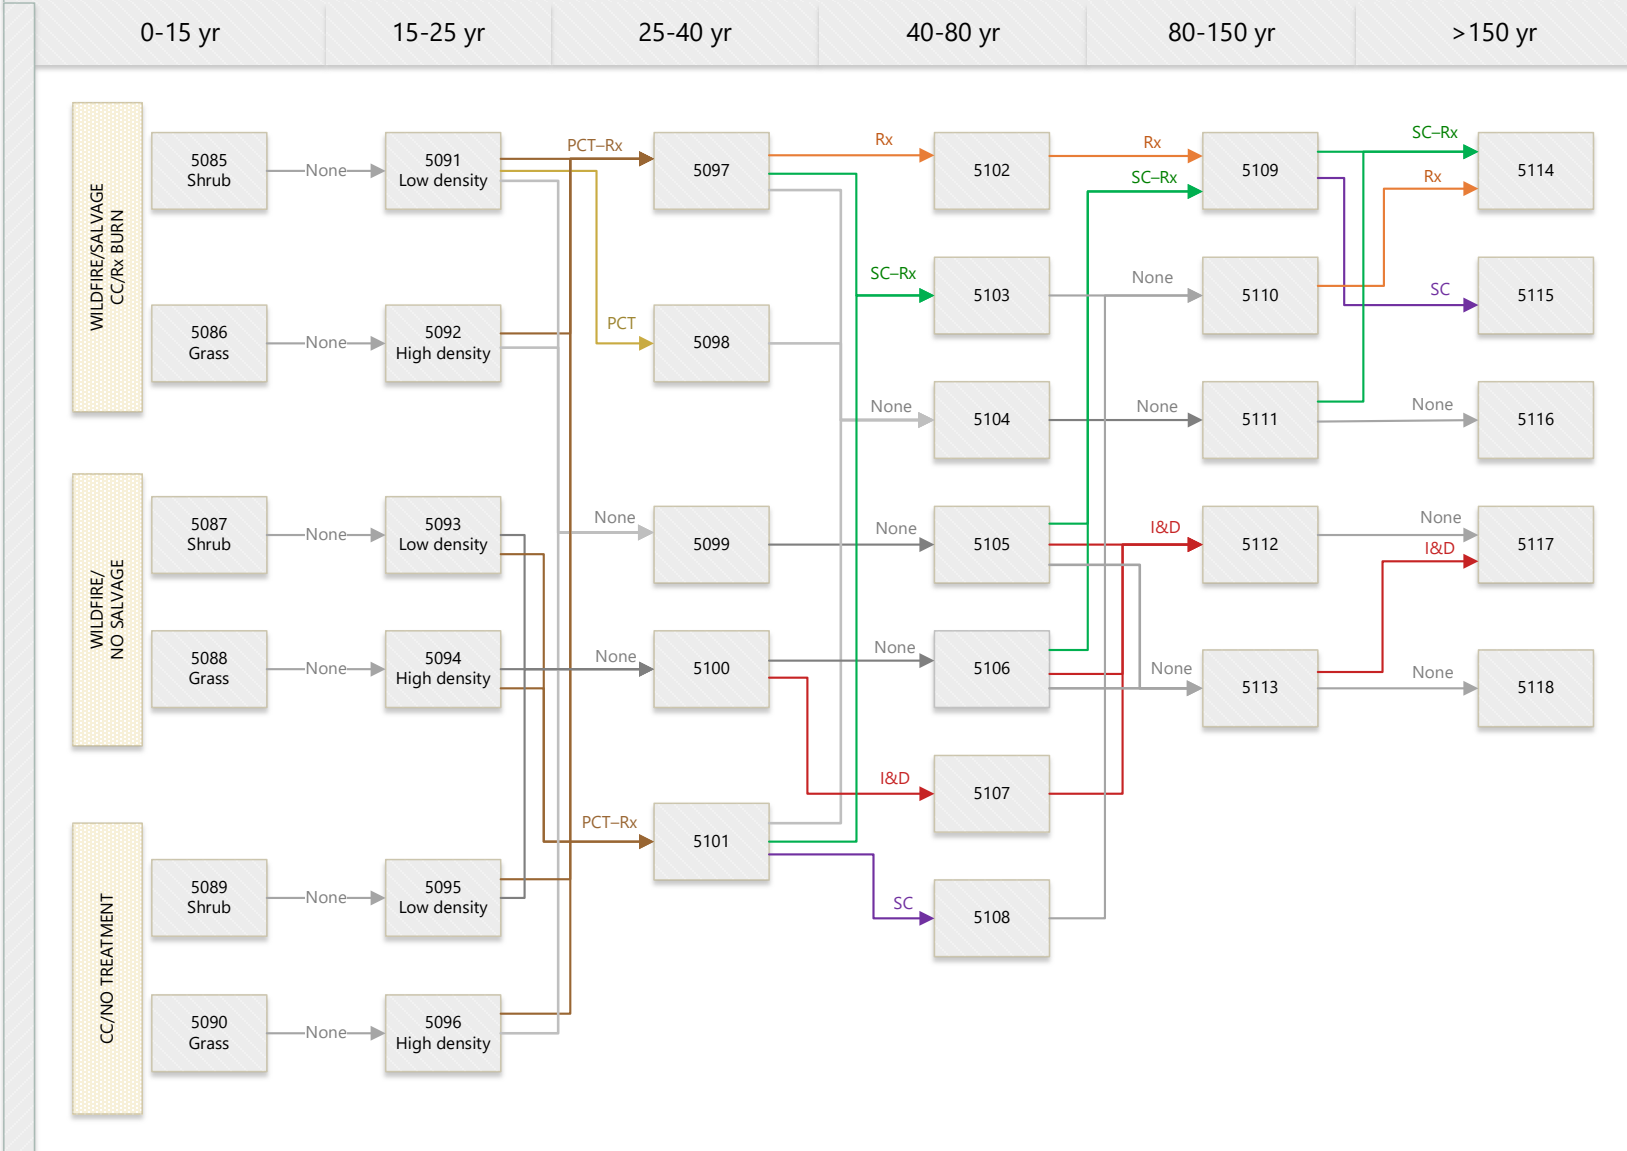 0-15 yr
15-25 yr
25-40 yr
40-80 yr
80-150 yr
>150 yr
WILDFIRE/SALVAGE
CC/Rx BURN
5085
Shrub
None
5091
Low density
PCT–Rx
5097
Rx
5102
Rx
SC–Rx
5109
SC–Rx
Rx
5114
SC–Rx
5103
None
5110
SC
5115
5086
Grass
None
5092
High density
PCT
5098
None
5104
None
5111
None
5116
WILDFIRE/
NO SALVAGE
5087
Shrub
None
5093
Low density
None
5099
None
5105
I&D
5112
None
I&D
5117
5088
Grass
None
5094
High density
None
5100
None
5106
None
5113
None
5118
I&D
5107
CC/NO TREATMENT
PCT–Rx
5101
5089
Shrub
None
5095
Low density
SC
5108
5090
Grass
None
5096
High density